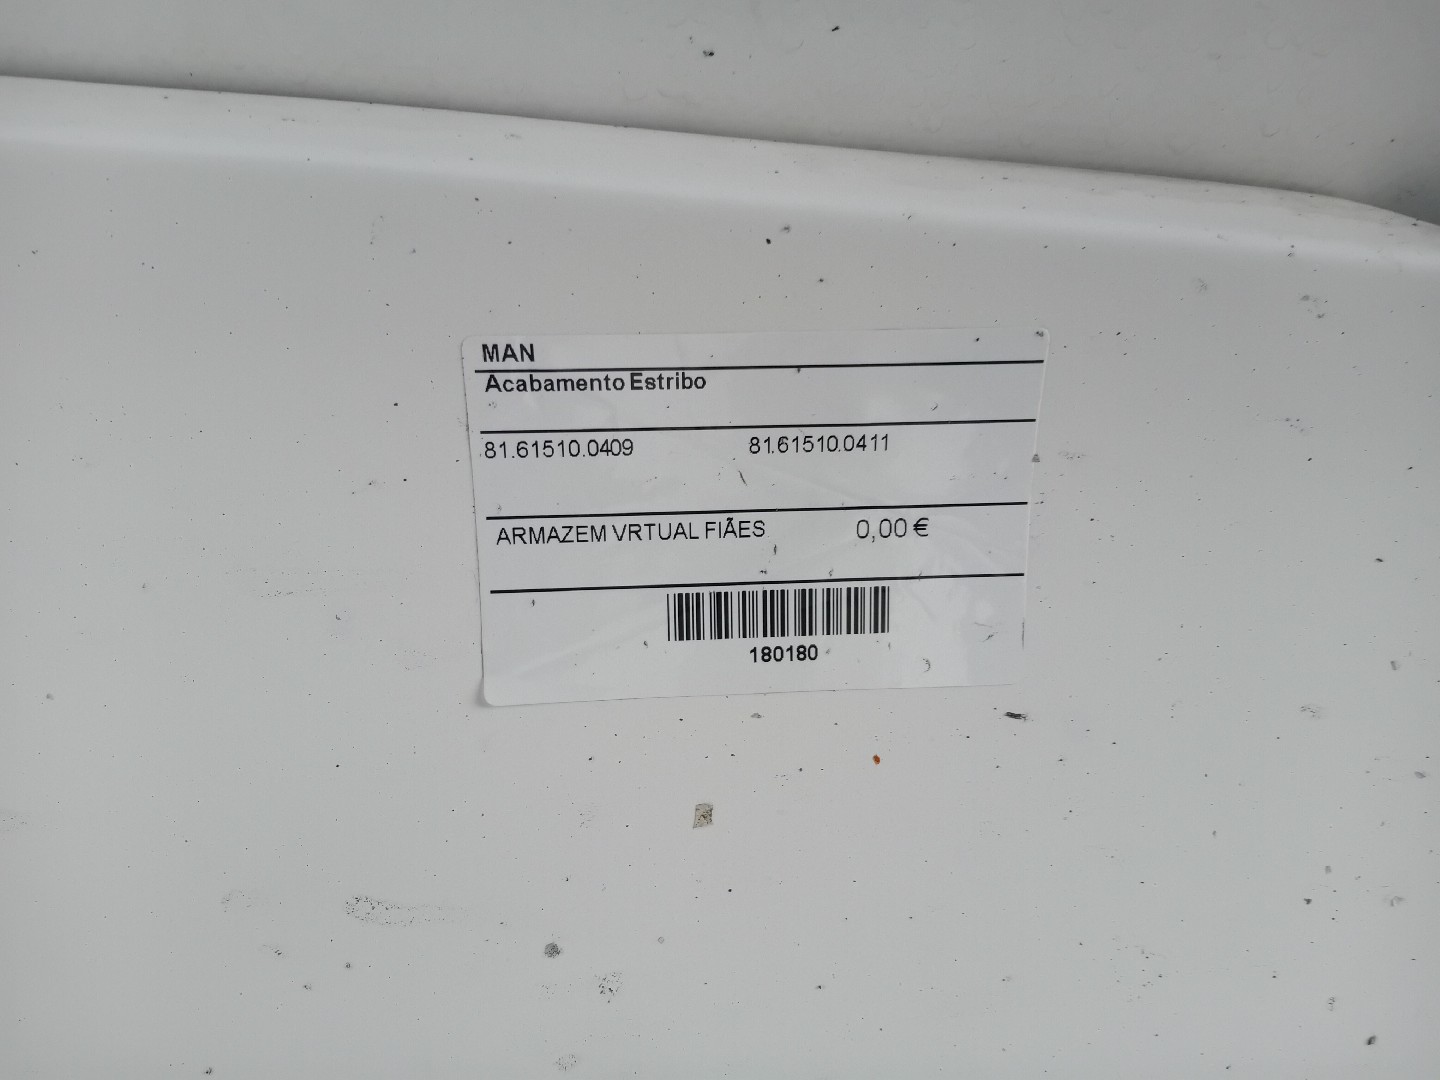 MAN
Acabamento Estribo
81.61510.0409 81.61510.0411
ARMAZEM VRTUAL FIÃES 0,00 €
180180